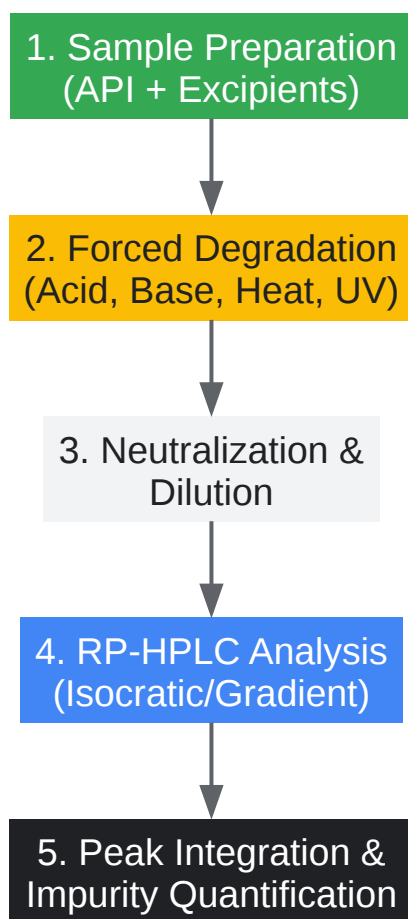 1. Sample Preparation
(API + Excipients)
2. Forced Degradation
(Acid, Base, Heat, UV)
3. Neutralization &
Dilution
4. RP-HPLC Analysis
(Isocratic/Gradient)
5. Peak Integration &
Impurity Quantification